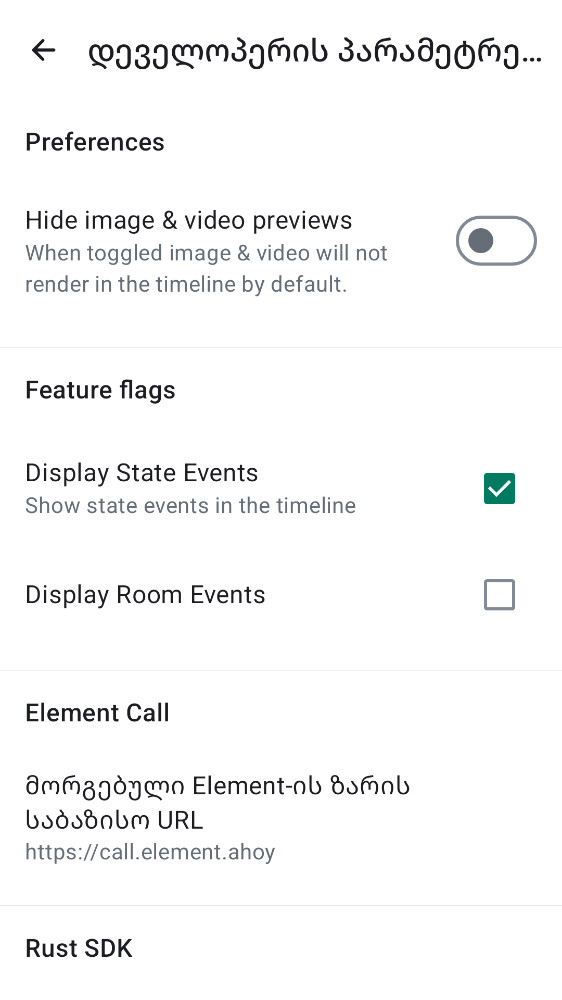 დეველოპერის პარამეტრე...
Preferences
Hide image & video previews
When toggled image & video will not
render in the timeline by default.
Feature flags
Display State Events
Show state events in the timeline
Display Room Events
Element Call
მორგებული Element-ის ზარის
საბაზისო URL
https://call.element.ahoy
Rust SDK